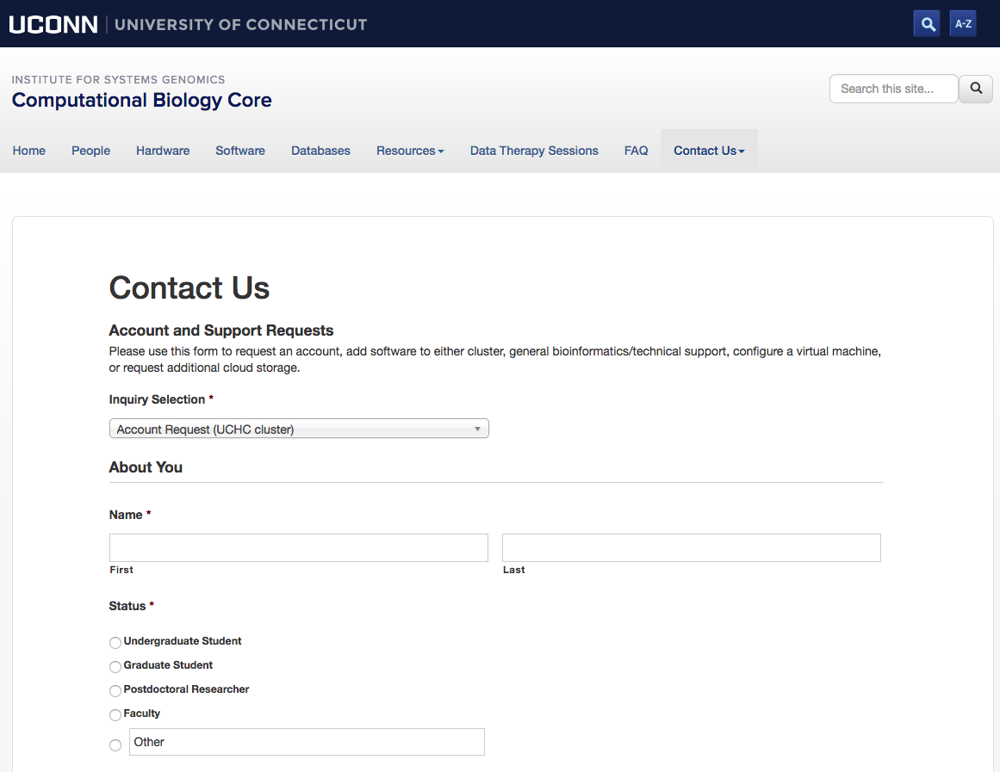 UCONN UNIVERSITY OF CONNECTICUT
A-Z
INSTITUTE FOR SYSTEMS GENOMICS
Computational Biology Core
Search this site...
Home People Hardware Software Databases Resources Data Therapy Sessions FAQ Contact Us
Contact Us
Account and Support Requests
Please use this form to request an account, add software to either cluster, general bioinformatics/technical support, configure a virtual machine,
or request additional cloud storage.
Inquiry Selection *
Account Request (UCHC cluster)
About You
Name *
First Last
Status *
Undergraduate Student
Graduate Student
Postdoctoral Researcher
Faculty
Other